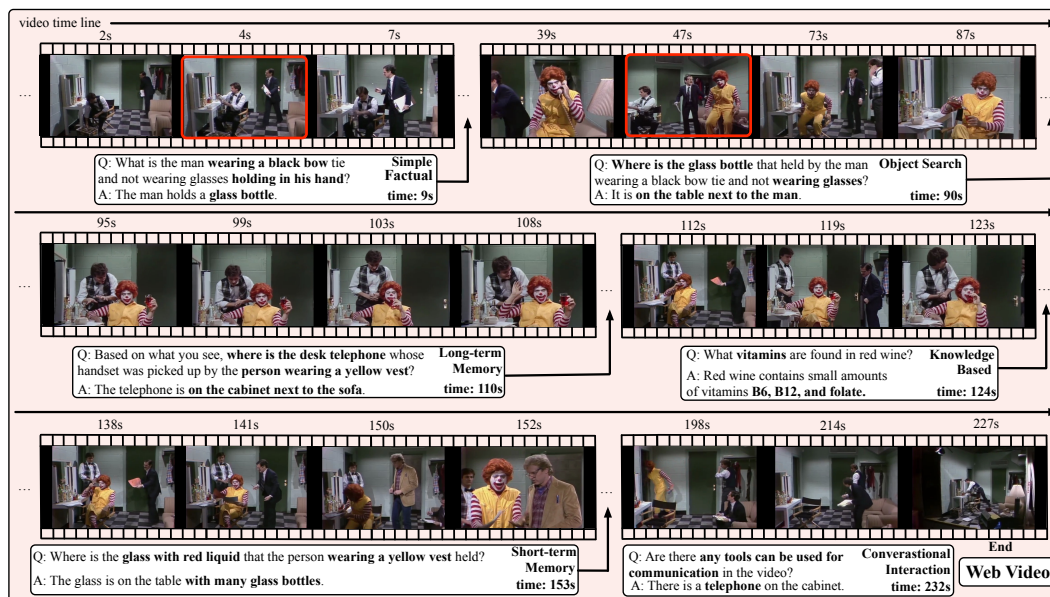 video time line
2s 4s 7s 39s 47s 73s 87s
... ...
Q: What is the man wearing a black bow tie
and not wearing glasses holding in his hand?
A: The man holds a glass bottle.
Simple
Factual
time: 9s
Q: Where is the glass bottle that held by the man
wearing a black bow tie and not wearing glasses?
A: It is on the table next to the man.
Object Search
time: 90s
95s 99s 103s 108s 112s 119s 123s
... ... ...
Q: Based on what you see, where is the desk telephone whose
handset was picked up by the person wearing a yellow vest?
A: The telephone is on the cabinet next to the sofa.
Long-term
Memory
time: 110s
Q: What vitamins are found in red wine?
A: Red wine contains small amounts
of vitamins B6, B12, and folate.
Knowledge
Based
time: 124s
138s 141s 150s 152s 198s 214s 227s
... ...
Q: Where is the glass with red liquid that the person wearing a yellow vest held?
A: The glass is on the table with many glass bottles.
Short-term
Memory
time: 153s
Q: Are there any tools can be used for
communication in the video?
A: There is a telephone on the cabinet.
Converastional
Interaction
time: 232s
End
Web Video